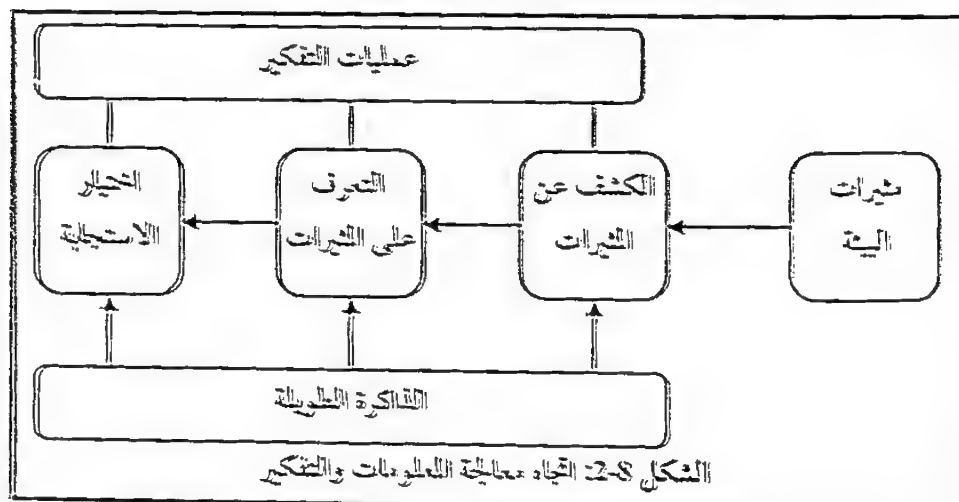 عمليات التفكير
مثيرات
البيئة
الكشف عن
المثيرات
التعرف
على المثيرات
اختيار
الاستجابة
الذاكرة الطويلة
الشكل 8-2: اتجاه معالجة المعلومات والتفكير